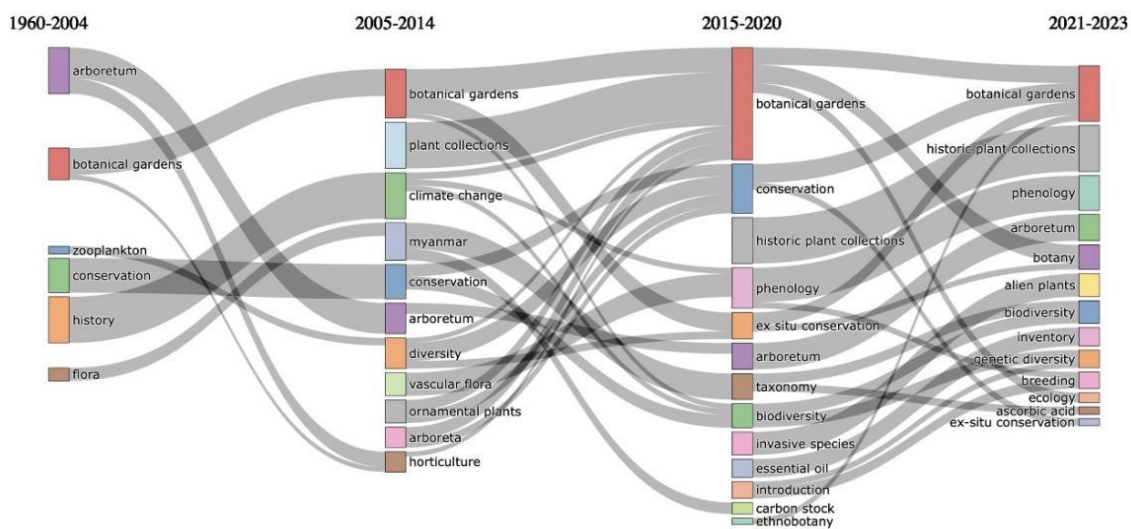 1960-2004
2005-2014
2015-2020
2021-2023
arboretum
botanical gardens
zooplankton
conservation
history
flora
botanical gardens
plant collections
climate change
myanmar
conservation
arboretum
diversity
vascular flora
ornamental plants
arboreta
horticulture
botanical gardens
conservation
historic plant collections
phenology
ex situ conservation
arboretum
taxonomy
biodiversity
invasive species
essential oil
introduction
carbon stock
ethnobotany
botanical gardens
historic plant collections
phenology
arboretum
botany
alien plants
biodiversity
inventory
genetic diversity
breeding
ecology
ascorbic acid
ex-situ conservation